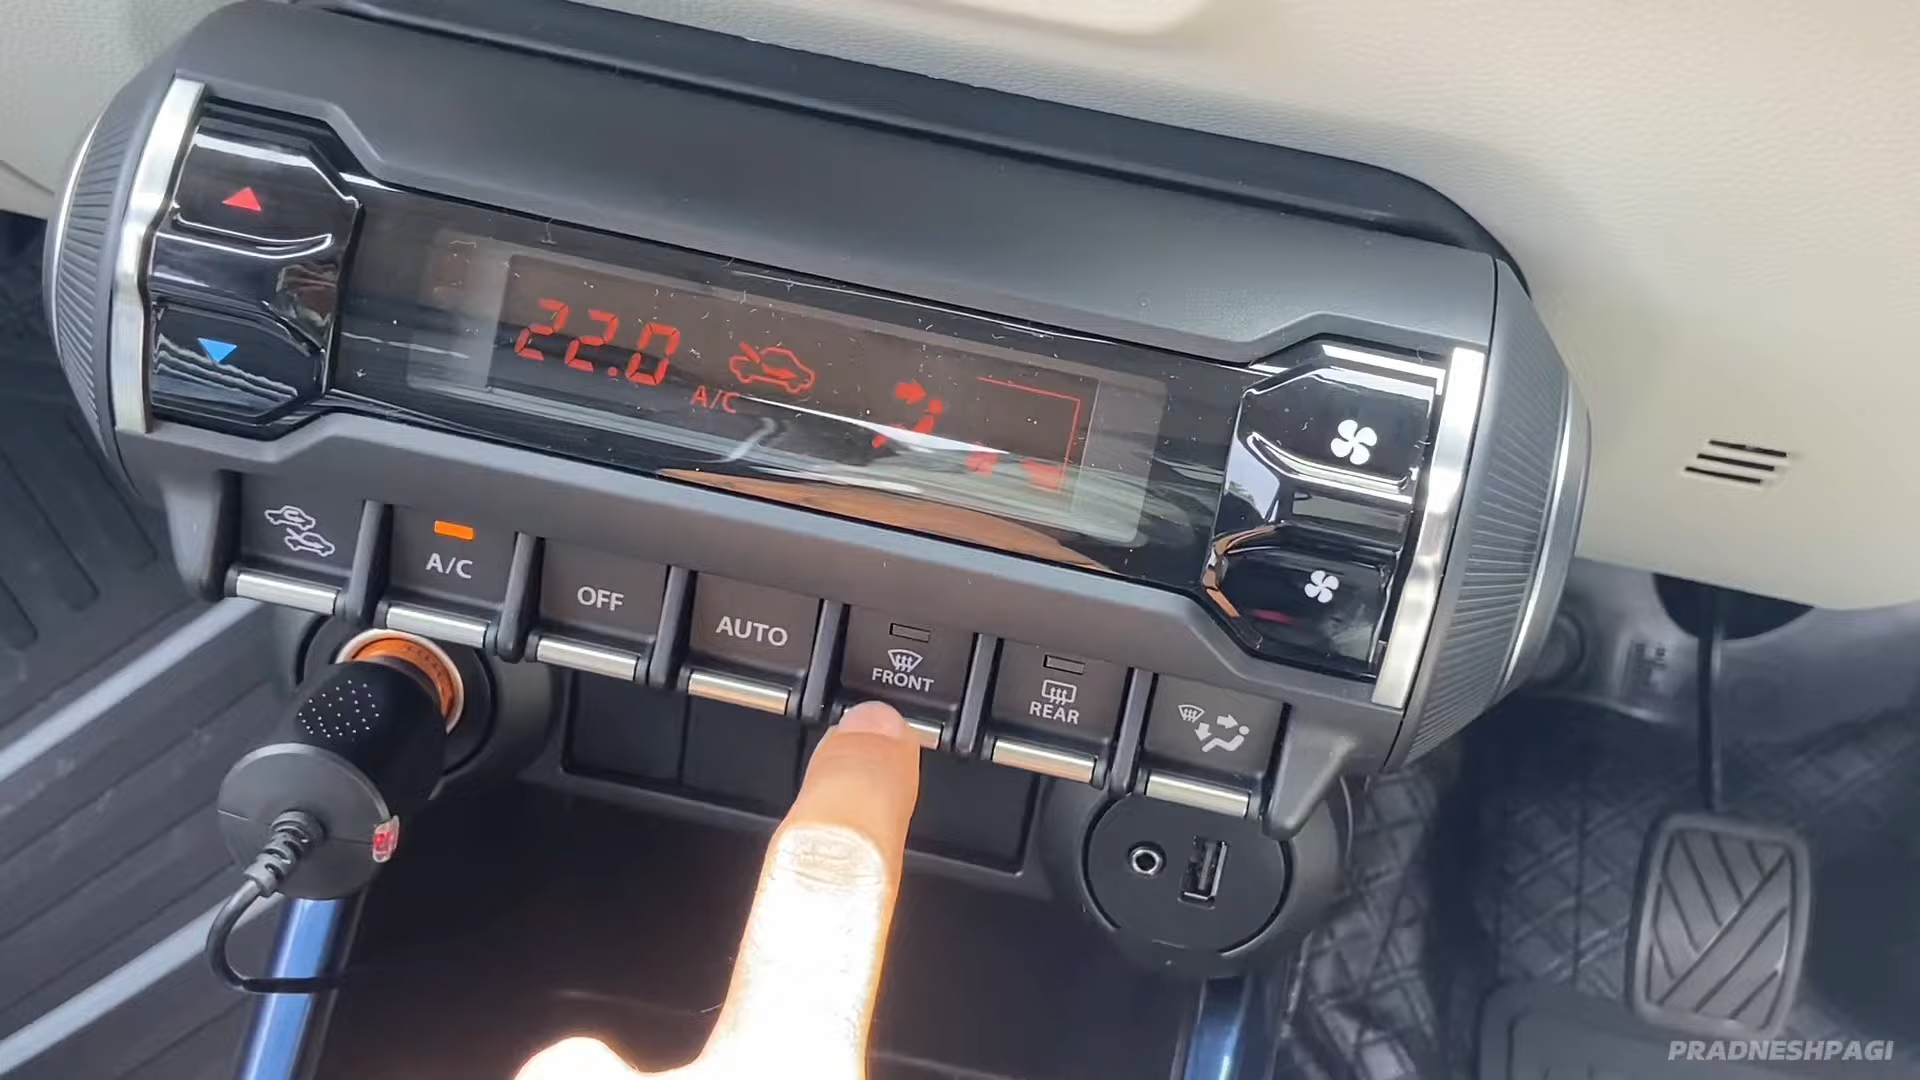 22.0
A/C
A/C
OFF
AUTO
FRONT
REAR
PRADNESHPAGI